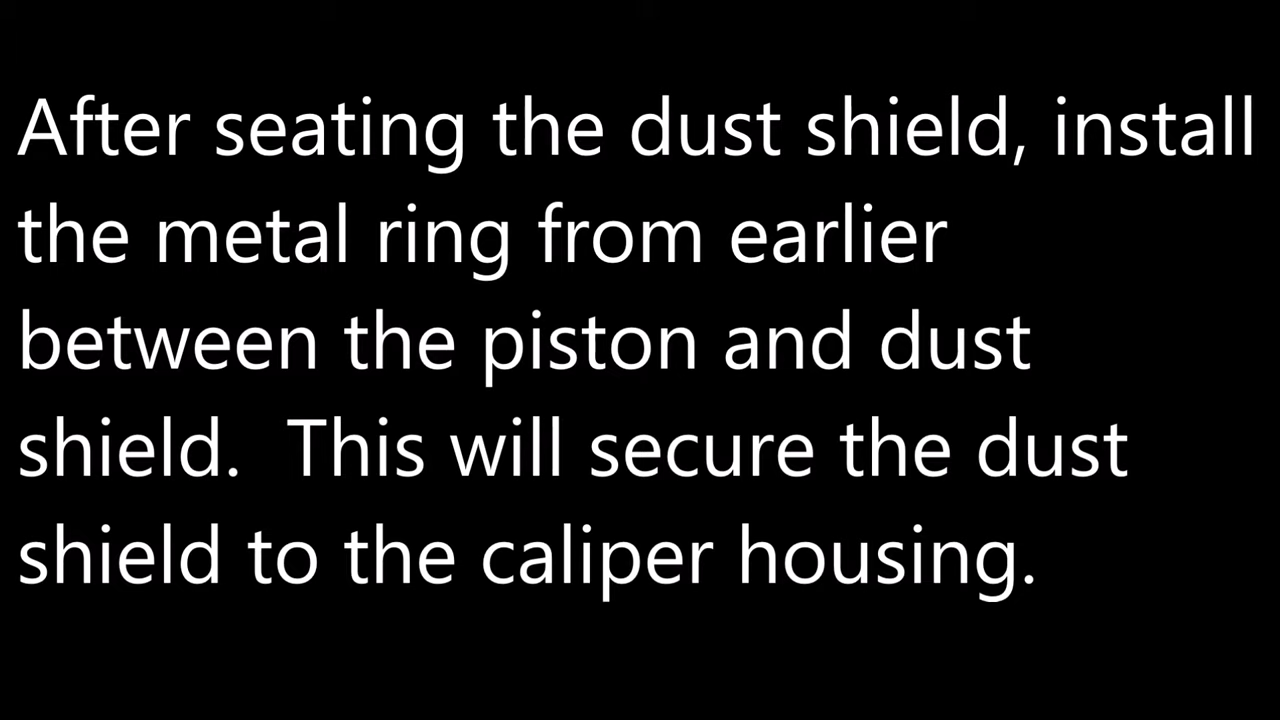 After seating the dust shield, install
the metal ring from earlier
between the piston and dust
shield.  This will secure the dust
shield to the caliper housing.